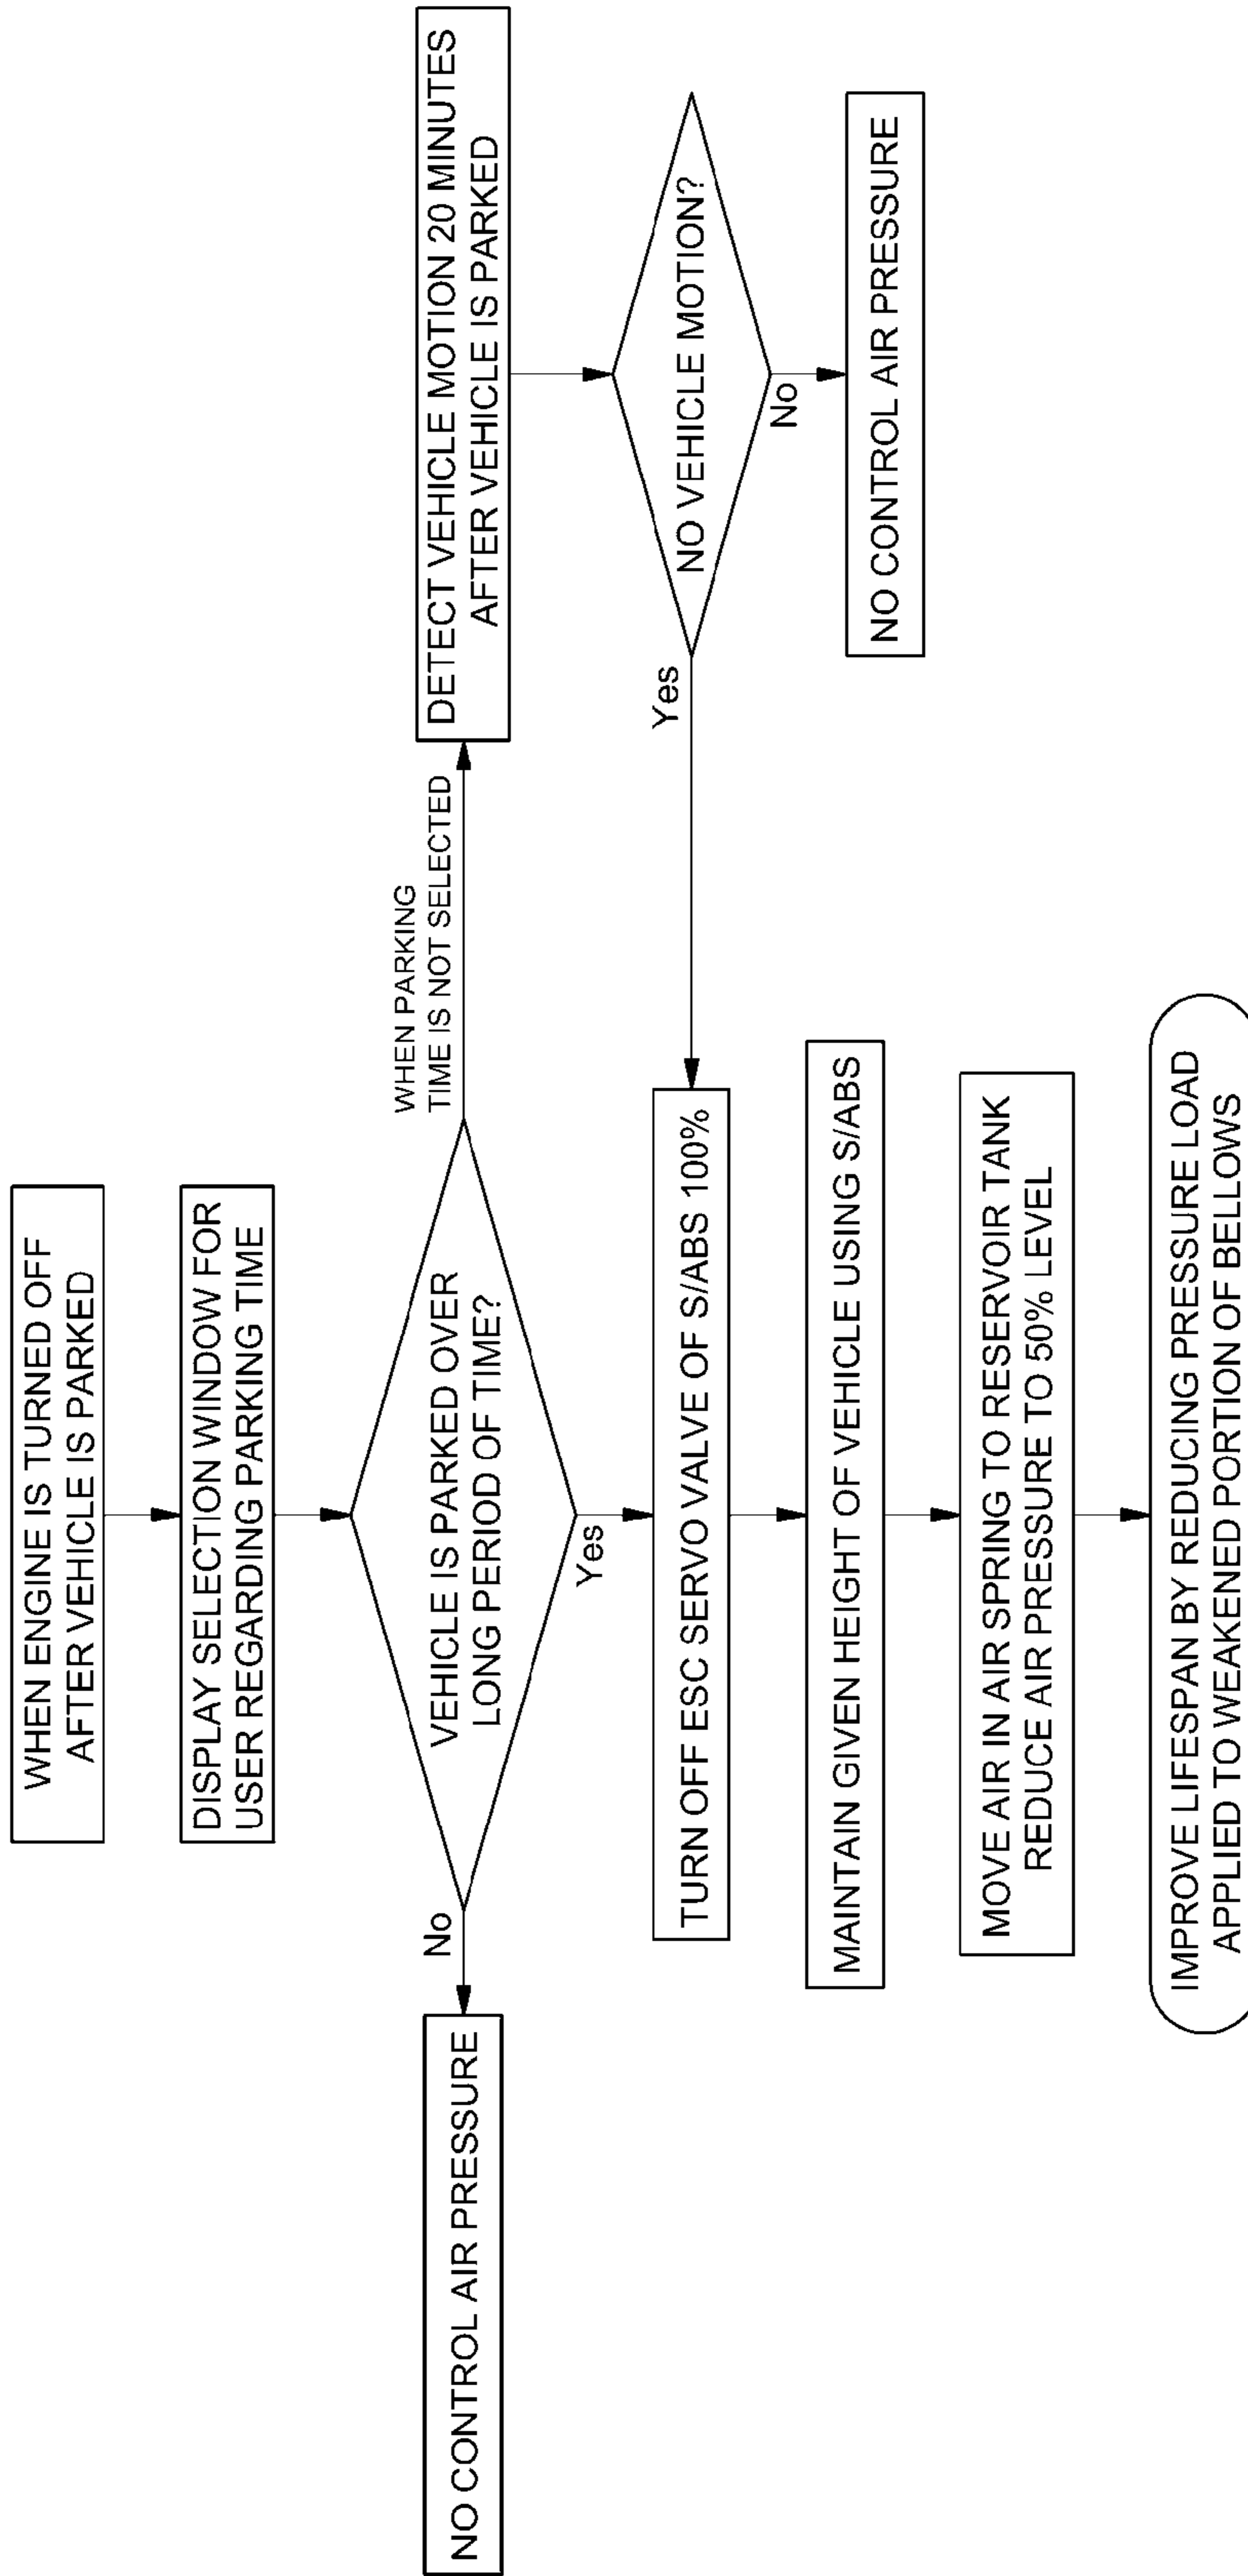 WHEN ENGINE IS TURNED OFF
AFTER VEHICLE IS PARKED
DISPLAY SELECTION WINDOW FOR
USER REGARDING PARKING TIME
VEHICLE IS PARKED OVER
LONG PERIOD OF TIME?
No
NO CONTROL AIR PRESSURE
WHEN PARKING
TIME IS NOT SELECTED
DETECT VEHICLE MOTION 20 MINUTES
AFTER VEHICLE IS PARKED
NO VEHICLE MOTION?
No
NO CONTROL AIR PRESSURE
Yes
Yes
TURN OFF ESC SERVO VALVE OF S/ABS 100%
MAINTAIN GIVEN HEIGHT OF VEHICLE USING S/ABS
MOVE AIR IN AIR SPRING TO RESERVOIR TANK
REDUCE AIR PRESSURE TO 50% LEVEL
IMPROVE LIFESPAN BY REDUCING PRESSURE LOAD
APPLIED TO WEAKENED PORTION OF BELLOWS